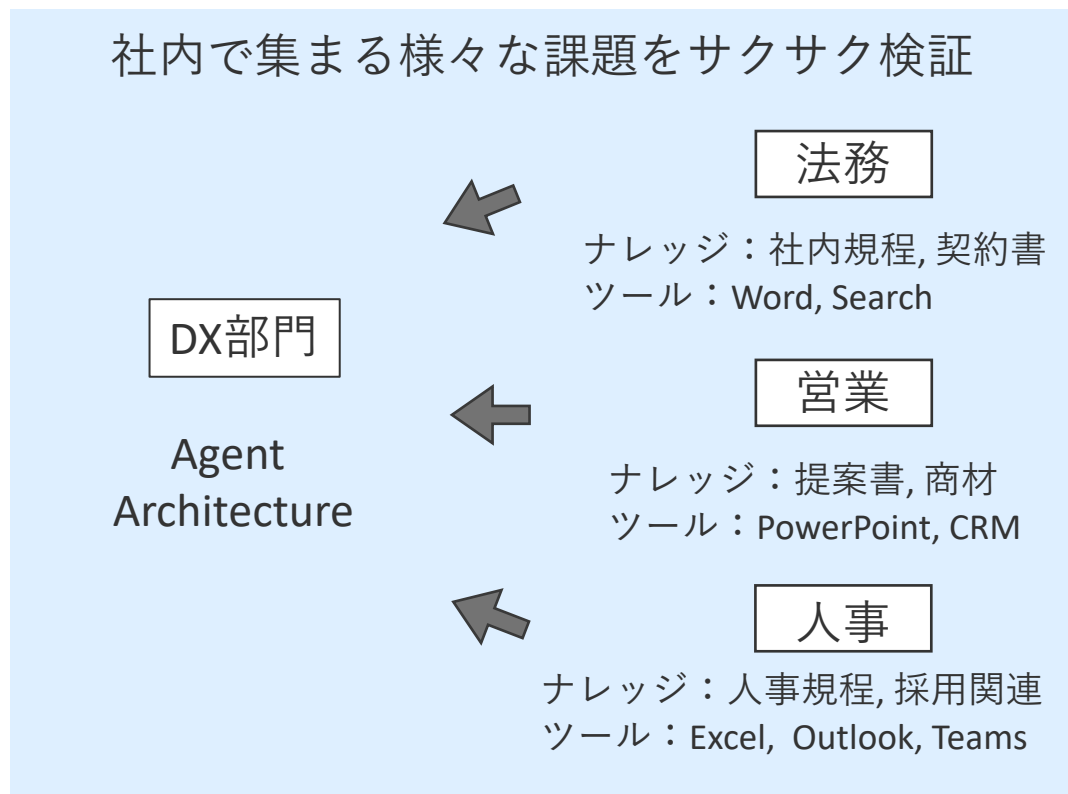 社内で集まる様々な課題をサクサク検証
法務
ナレッジ：社内規程, 契約書
ツール：Word, Search
DX部門
Agent
Architecture
営業
ナレッジ：提案書, 商材
ツール：PowerPoint, CRM
人事
ナレッジ：人事規程, 採用関連
ツール：Excel, Outlook, Teams